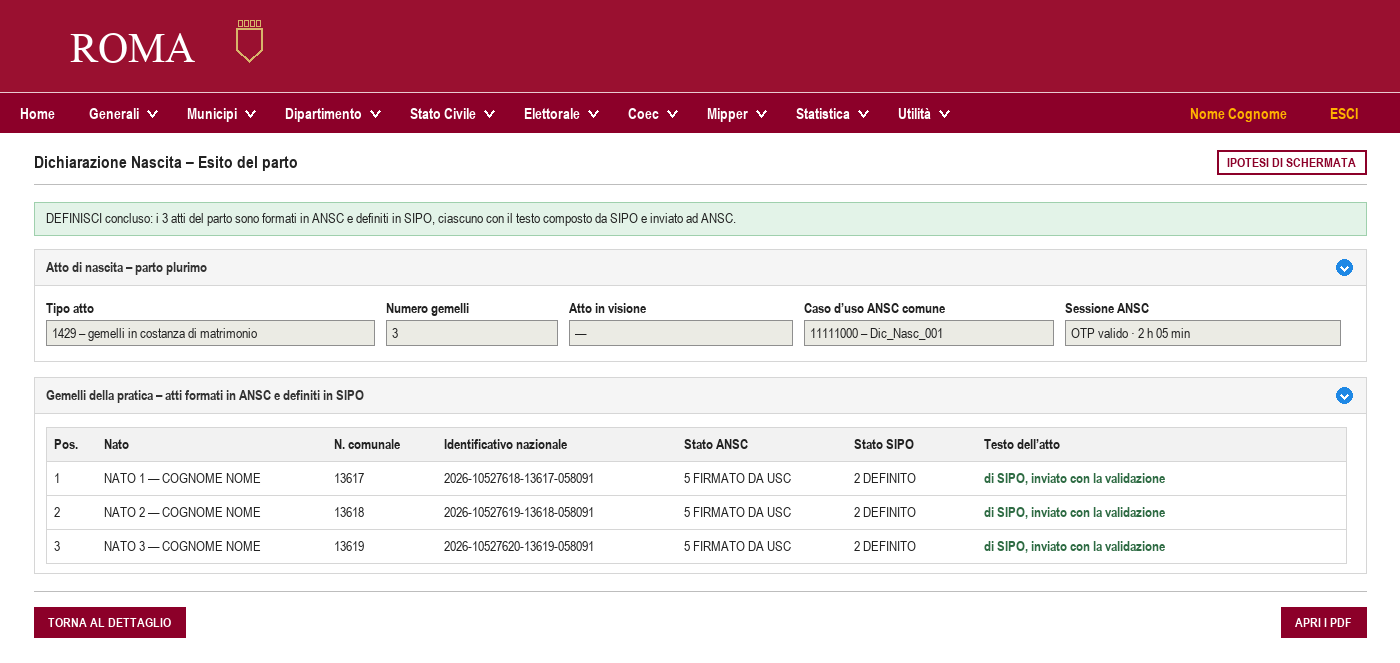 ROMA
Home Generali Municipi Dipartimento Stato Civile Elettorale Coec Mipper Statistica Utilità Nome Cognome ESCI
Dichiarazione Nascita – Esito del parto IPOTESI DI SCHERMATA
DEFINISCI concluso: i 3 atti del parto sono formati in ANSC e definiti in SIPO, ciascuno con il testo composto da SIPO e inviato ad ANSC.
Atto di nascita – parto plurimo
Tipo atto Numero gemelli Atto in visione Caso d’uso ANSC comune Sessione ANSC
1429 – gemelli in costanza di matrimonio 3 — 11111000 – Dic_Nasc_001 OTP valido · 2 h 05 min
Gemelli della pratica – atti formati in ANSC e definiti in SIPO
Pos. Nato N. comunale Identificativo nazionale Stato ANSC Stato SIPO Testo dell’atto
1 NATO 1 — COGNOME NOME 13617 2026-10527618-13617-058091 5 FIRMATO DA USC 2 DEFINITO di SIPO, inviato con la validazione
2 NATO 2 — COGNOME NOME 13618 2026-10527619-13618-058091 5 FIRMATO DA USC 2 DEFINITO di SIPO, inviato con la validazione
3 NATO 3 — COGNOME NOME 13619 2026-10527620-13619-058091 5 FIRMATO DA USC 2 DEFINITO di SIPO, inviato con la validazione
TORNA AL DETTAGLIO APRI I PDF